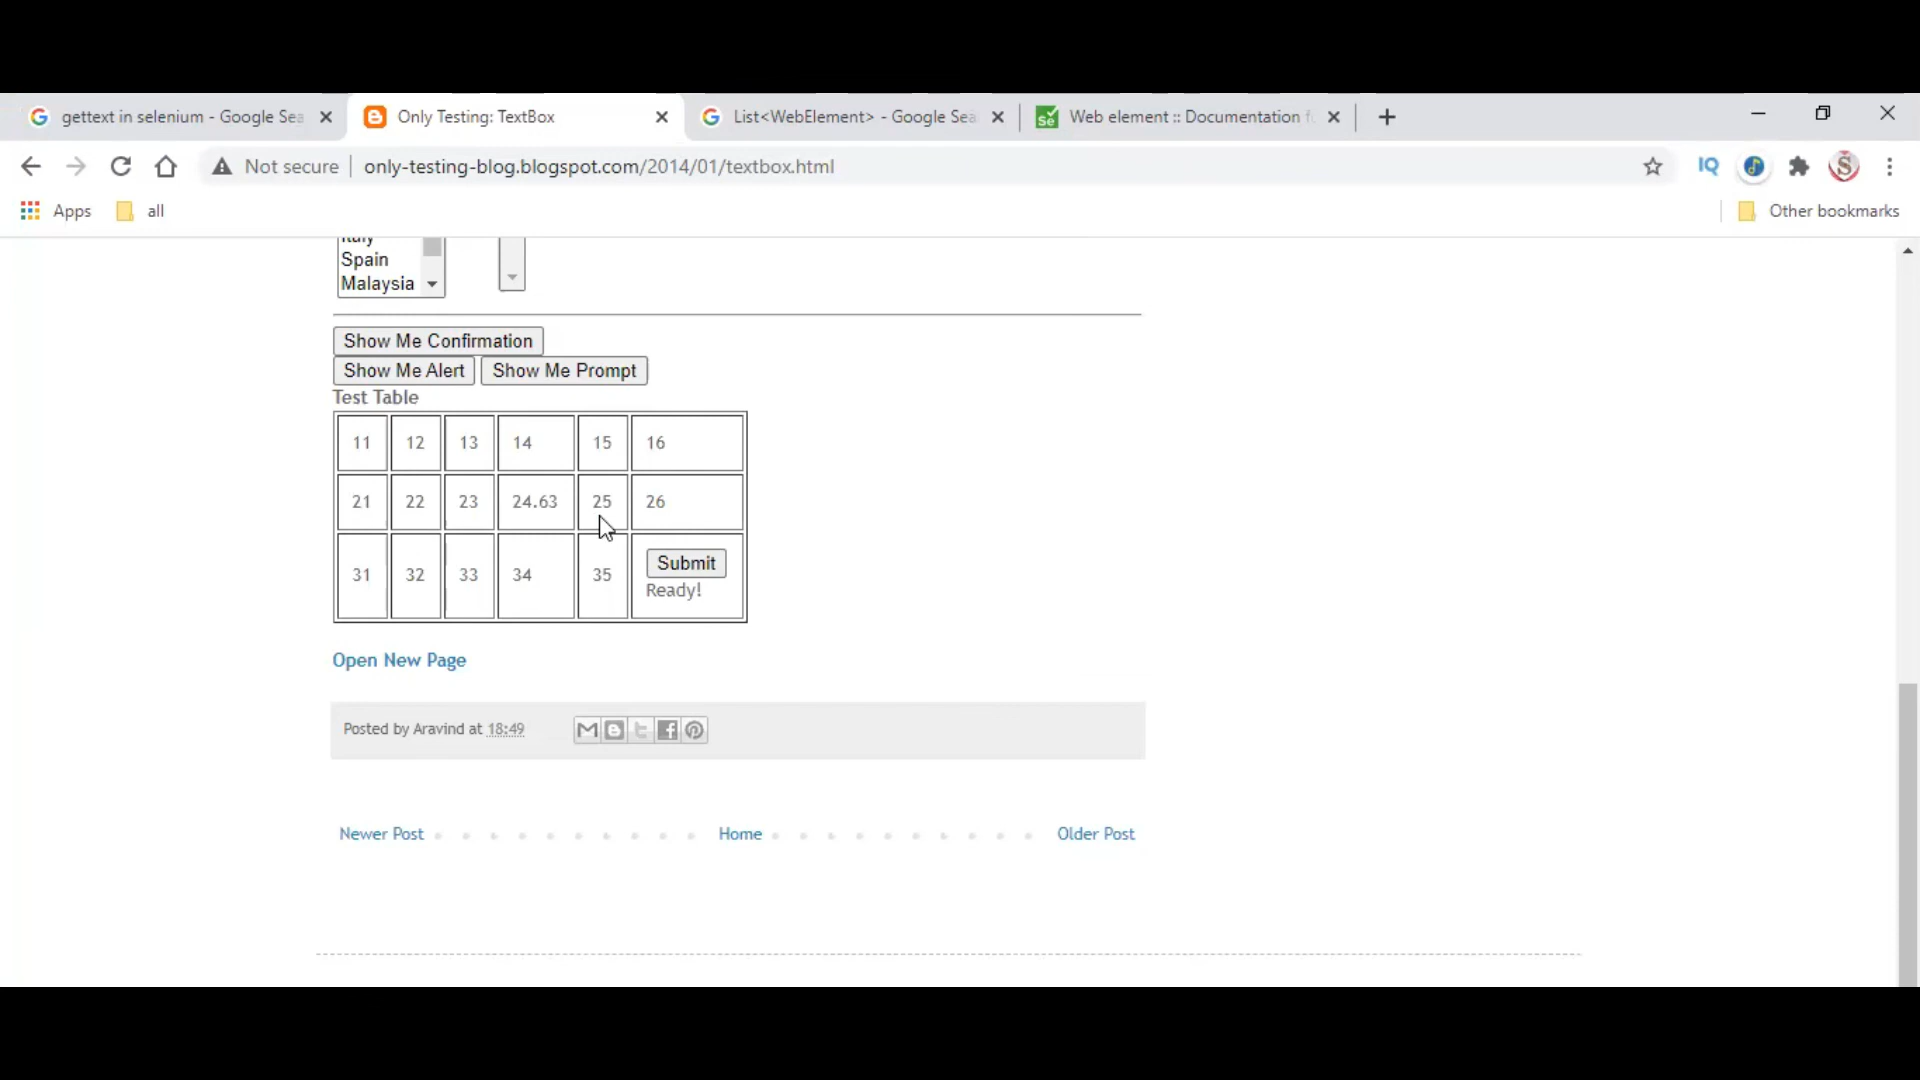 gettext in selenium - Google Sea
Only Testing: TextBox
List<WebElement> - Google Sea
Web element :: Documentation f
Not secure
only-testing-blog.blogspot.com/2014/01/textbox.html
IQ
Apps
all
Other bookmarks
Italy
Spain
Malaysia
Show Me Confirmation
Show Me Alert Show Me Prompt
Test Table
11 12 13 14 15 16
21 22 23 24.63 25 26
31 32 33 34 35 Submit
Ready!
Open New Page
Posted by Aravind at 18:49
Newer Post
Home
Older Post